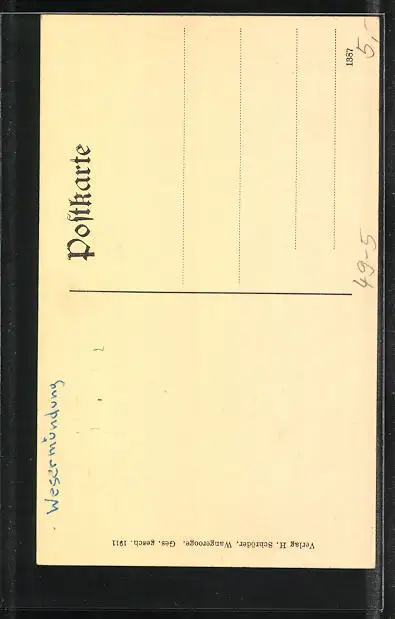 Postkarte
1387
5,-
49-5
Wesermündung
Verlag H. Schröder, Wangerooge. Ges. gesch. 1911